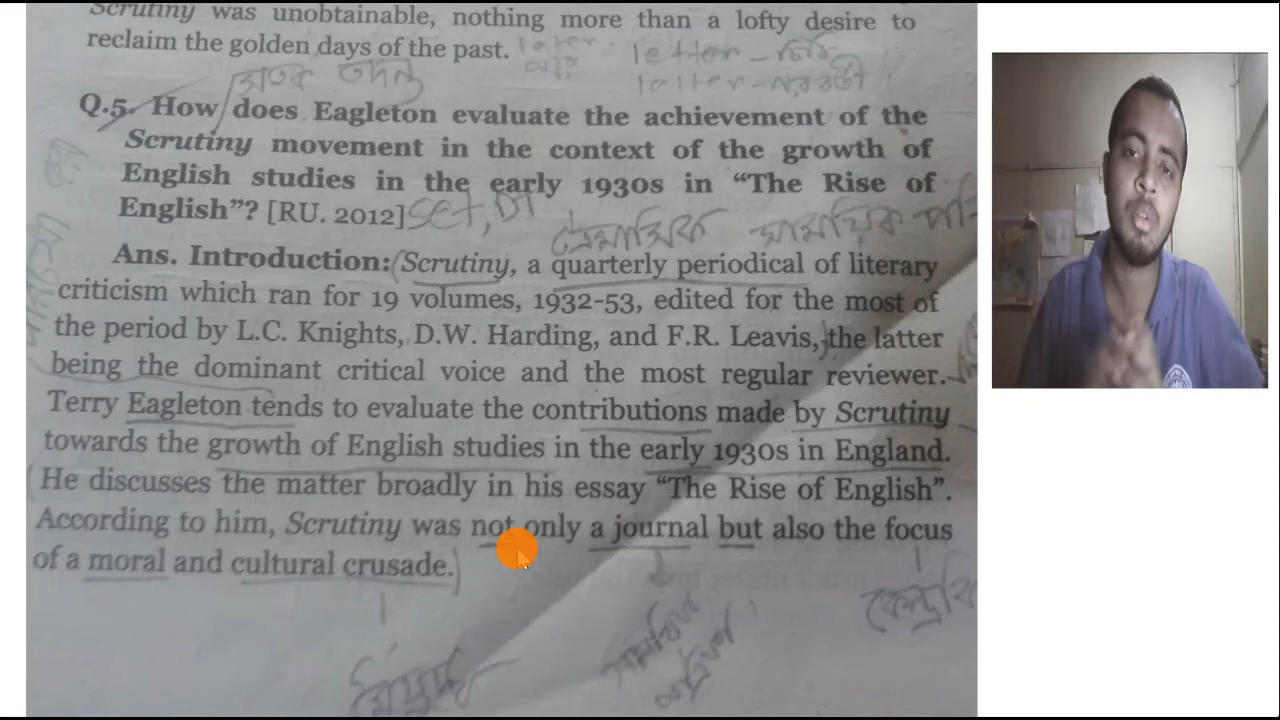 Scrutiny was unobtainable, nothing more than a lofty desire to
reclaim the golden days of the past.
letter - চিঠি
latter - পরবর্তী
Q.5. How does Eagleton evaluate the achievement of the
Scrutiny movement in the context of the growth of
English studies in the early 1930s in “The Rise of
English”? [RU. 2012]
ত্রৈমাসিক সাময়িক
Ans. Introduction: (Scrutiny, a quarterly periodical of literary
criticism which ran for 19 volumes, 1932-53, edited for the most of
the period by L.C. Knights, D.W. Harding, and F.R. Leavis, the latter
being the dominant critical voice and the most regular reviewer.
Terry Eagleton tends to evaluate the contributions made by Scrutiny
towards the growth of English studies in the early 1930s in England.
(He discusses the matter broadly in his essay “The Rise of English”.
According to him, Scrutiny was not only a journal but also the focus
of a moral and cultural crusade.)